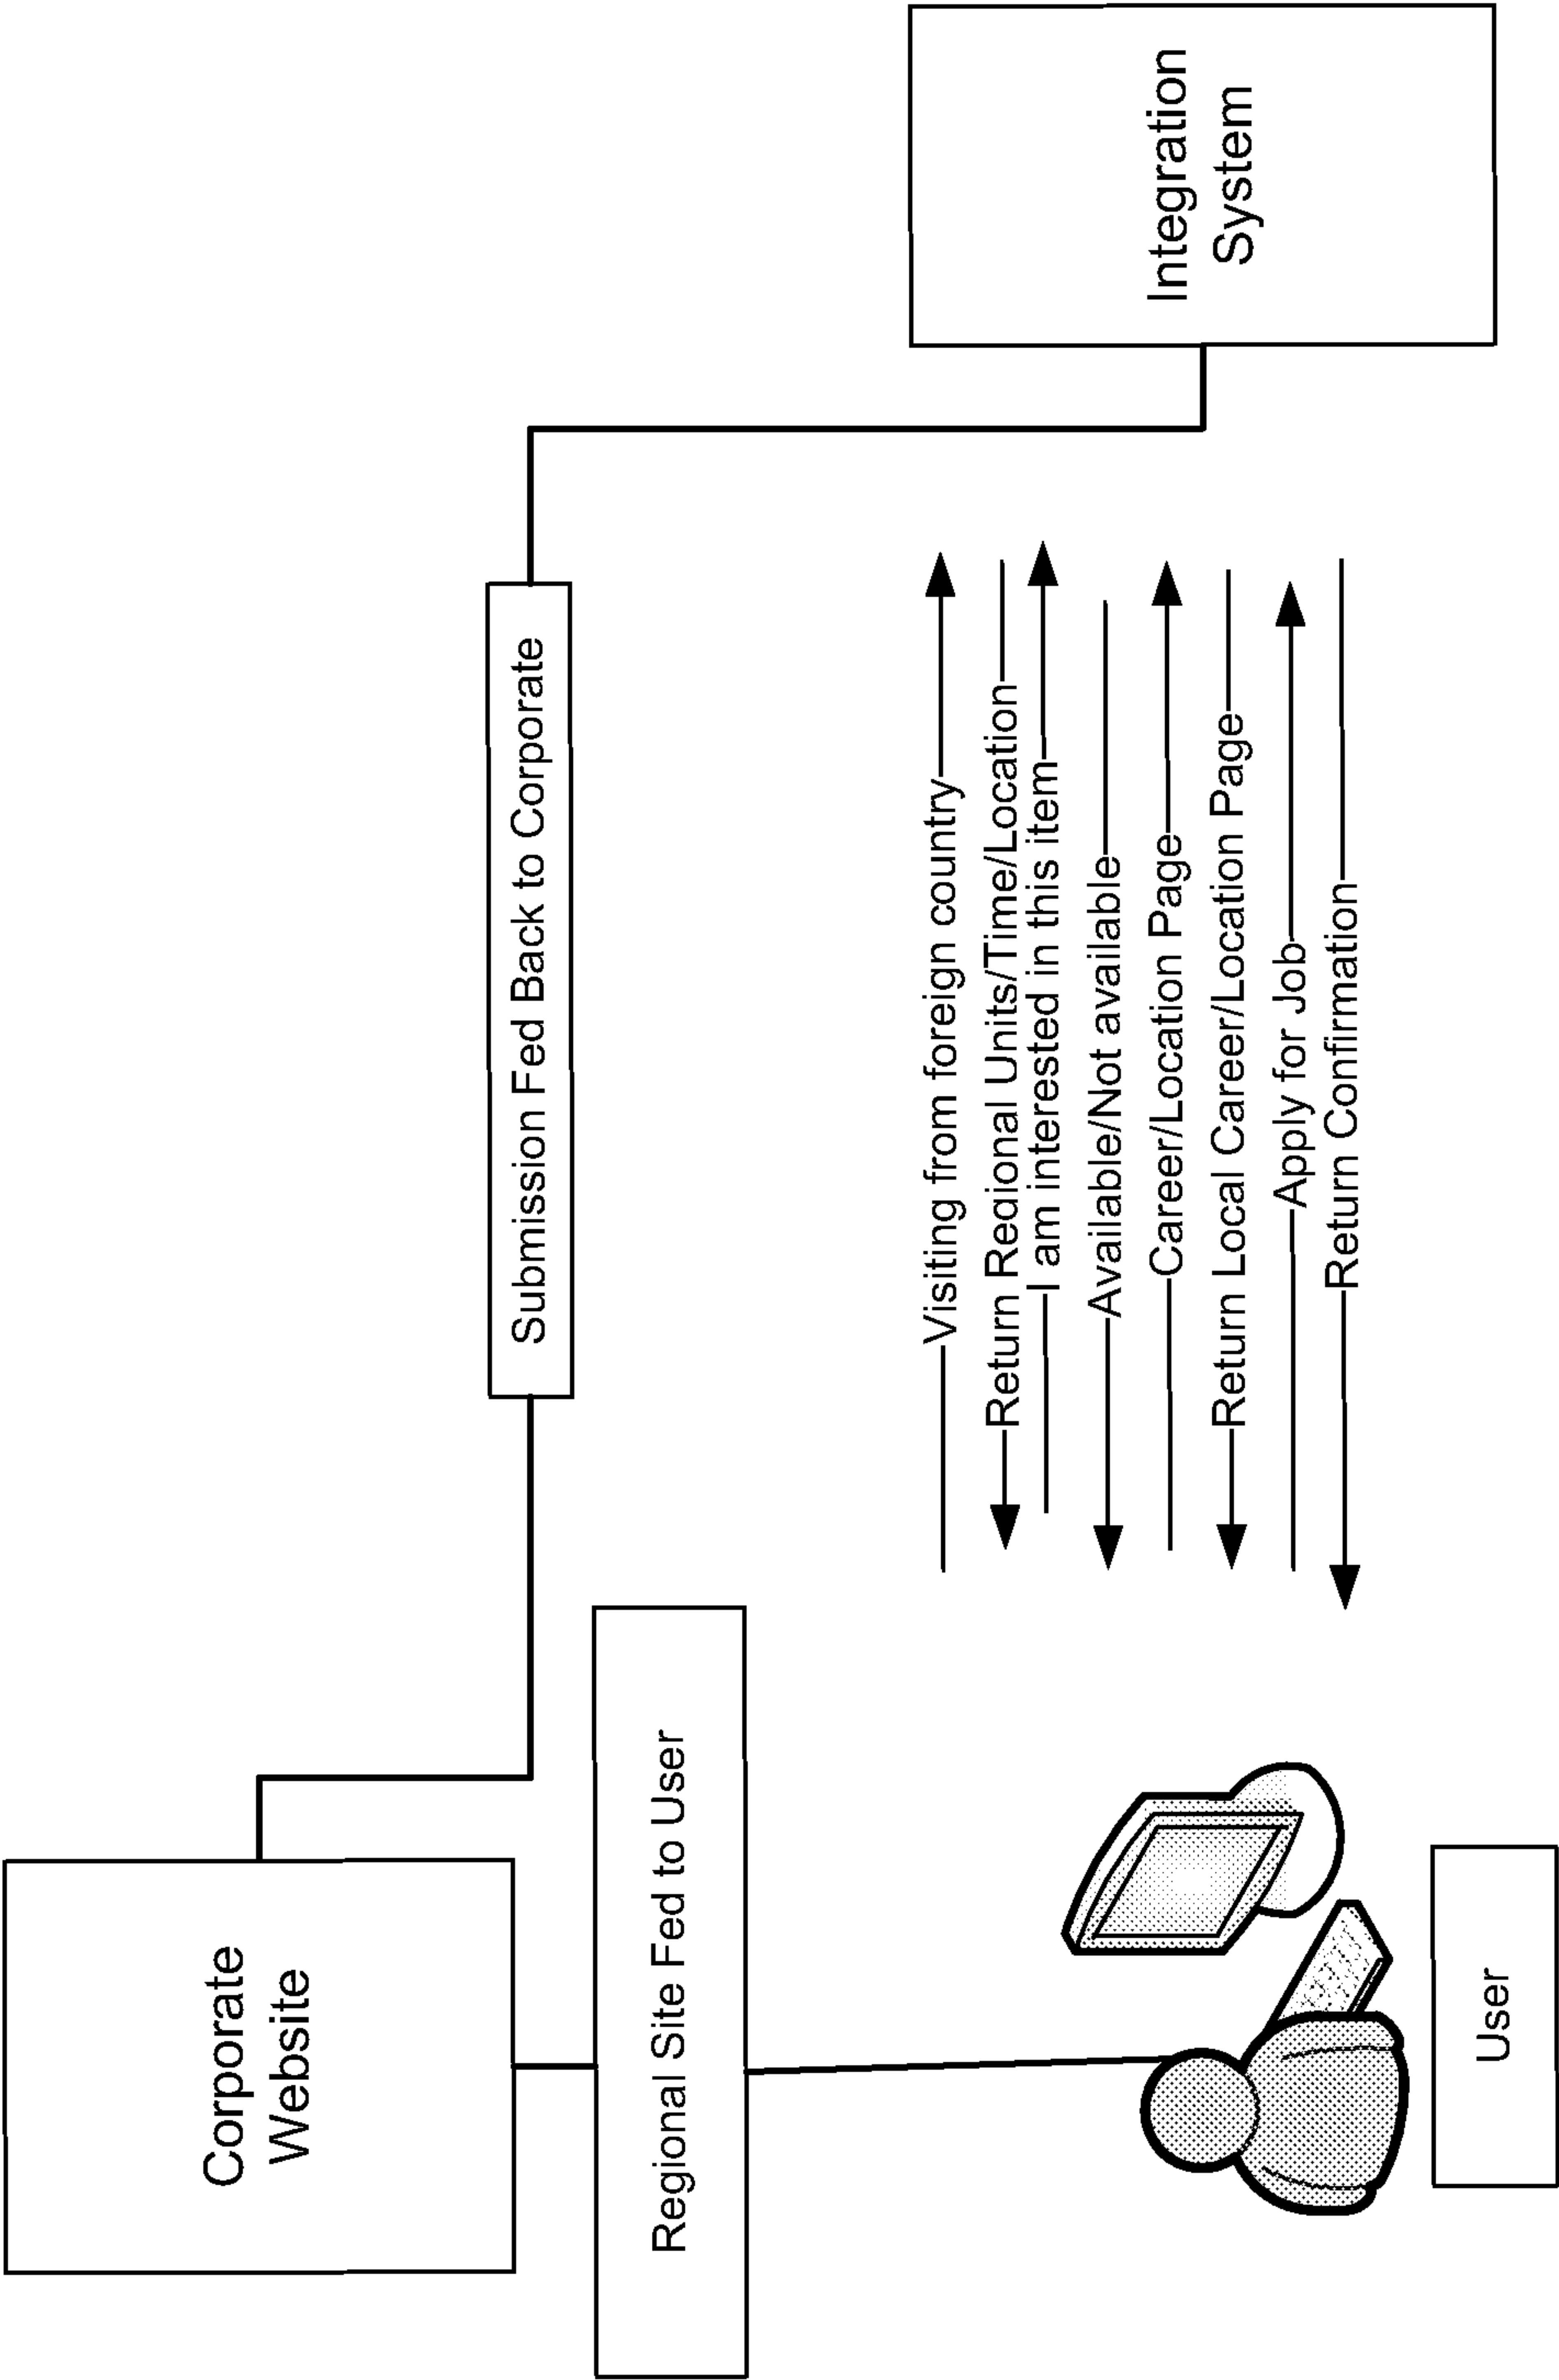 Corporate
Website
Submission Fed Back to Corporate
Regional Site Fed to User
Integration
System
Visiting from foreign country
Return Regional Units/Time/Location
I am interested in this item
Available/Not available
Career/Location Page
Return Local Career/Location Page
Apply for Job
Return Confirmation
User